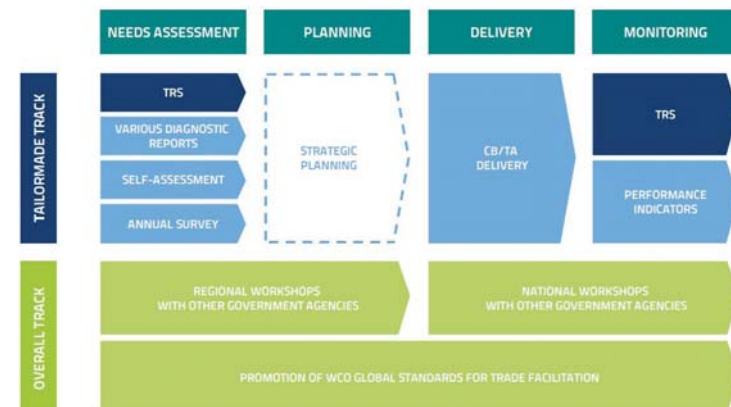 NEEDS ASSESSMENT
PLANNING
DELIVERY
MONITORING
TAILORMADE TRACK
TRS
VARIOUS DIAGNOSTIC
REPORTS
SELF-ASSESSMENT
ANNUAL SURVEY
STRATEGIC
PLANNING
CB/TA
DELIVERY
TRS
PERFORMANCE
INDICATORS
OVERALL TRACK
REGIONAL WORKSHOPS
WITH OTHER GOVERNMENT AGENCIES
NATIONAL WORKSHOPS
WITH OTHER GOVERNMENT AGENCIES
PROMOTION OF WCO GLOBAL STANDARDS FOR TRADE FACILITATION